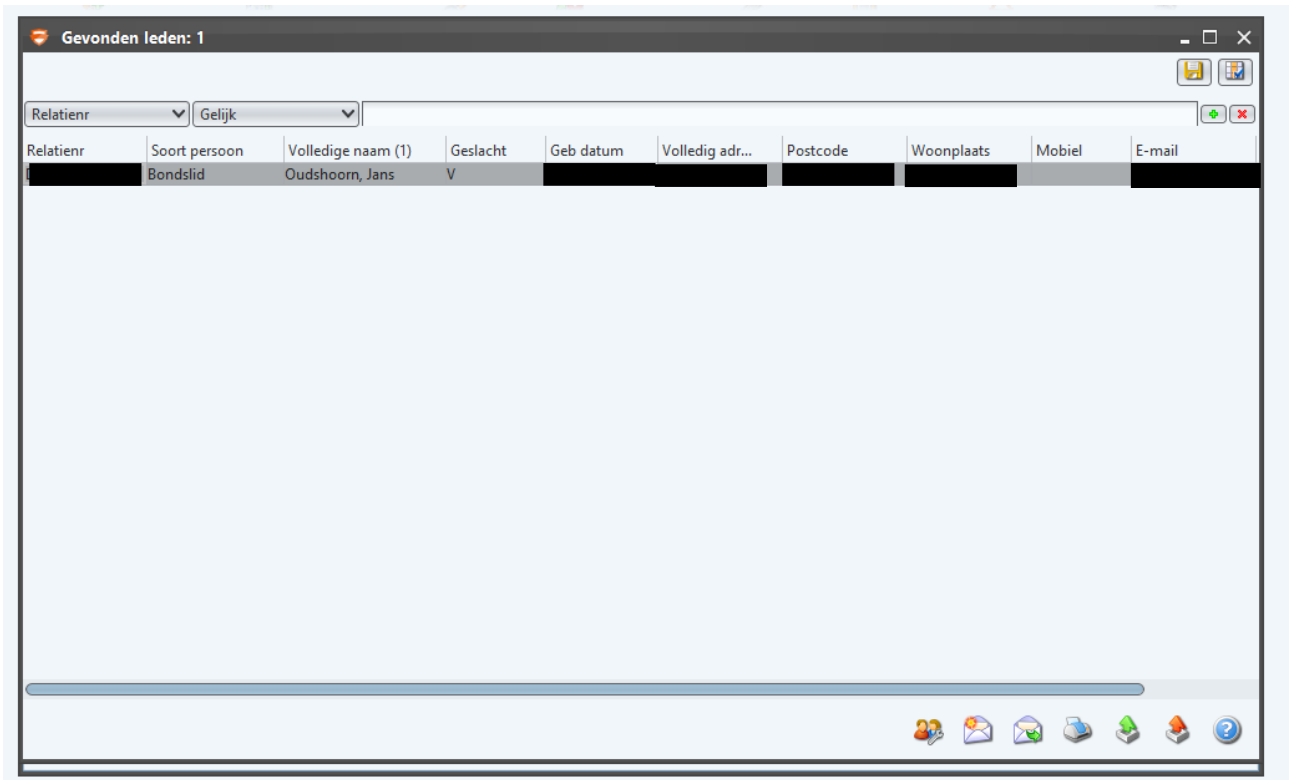 Gevonden leden: 1
Relatienr Gelijk
Relatienr Soort persoon Volledige naam (1) Geslacht Geb datum Volledig adr... Postcode Woonplaats Mobiel E-mail
Bondslid Oudshoorn, Jans V